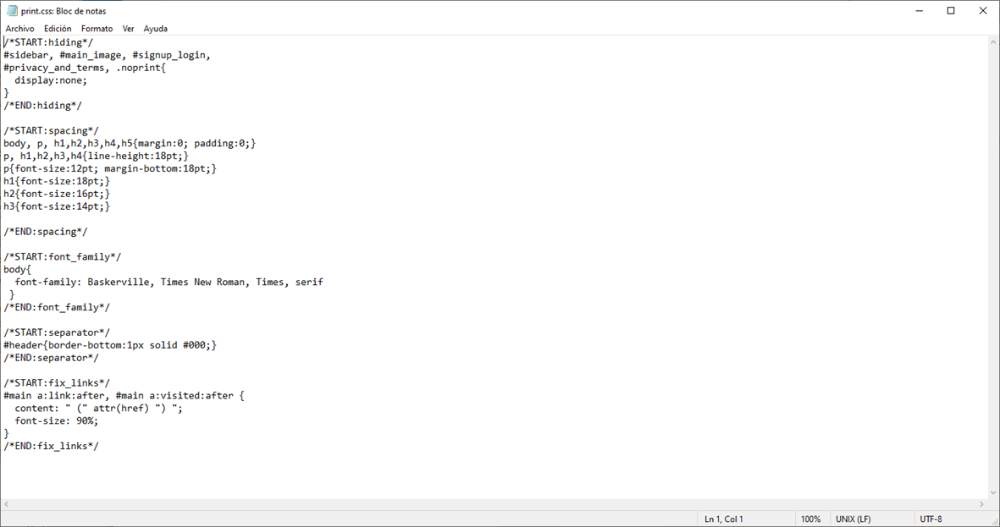 print.css: Bloc de notas
Archivo Edición Formato Ver Ayuda
/*START:hiding*/
#sidebar, #main_image, #signup_login,
#privacy_and_terms, .noprint{
  display:none;
}
/*END:hiding*/

/*START:spacing*/
body, p, h1,h2,h3,h4,h5{margin:0; padding:0;}
p, h1,h2,h3,h4{line-height:18pt;}
p{font-size:12pt; margin-bottom:18pt;}
h1{font-size:18pt;}
h2{font-size:16pt;}
h3{font-size:14pt;}

/*END:spacing*/

/*START:font_family*/
body{
  font-family: Baskerville, Times New Roman, Times, serif
 }
/*END:font_family*/

/*START:separator*/
#header{border-bottom:1px solid #000;}
/*END:separator*/

/*START:fix_links*/
#main a:link:after, #main a:visited:after {
  content: " (" attr(href) ") ";
  font-size: 90%;
}
/*END:fix_links*/
Ln 1, Col 1 100% UNIX (LF) UTF-8